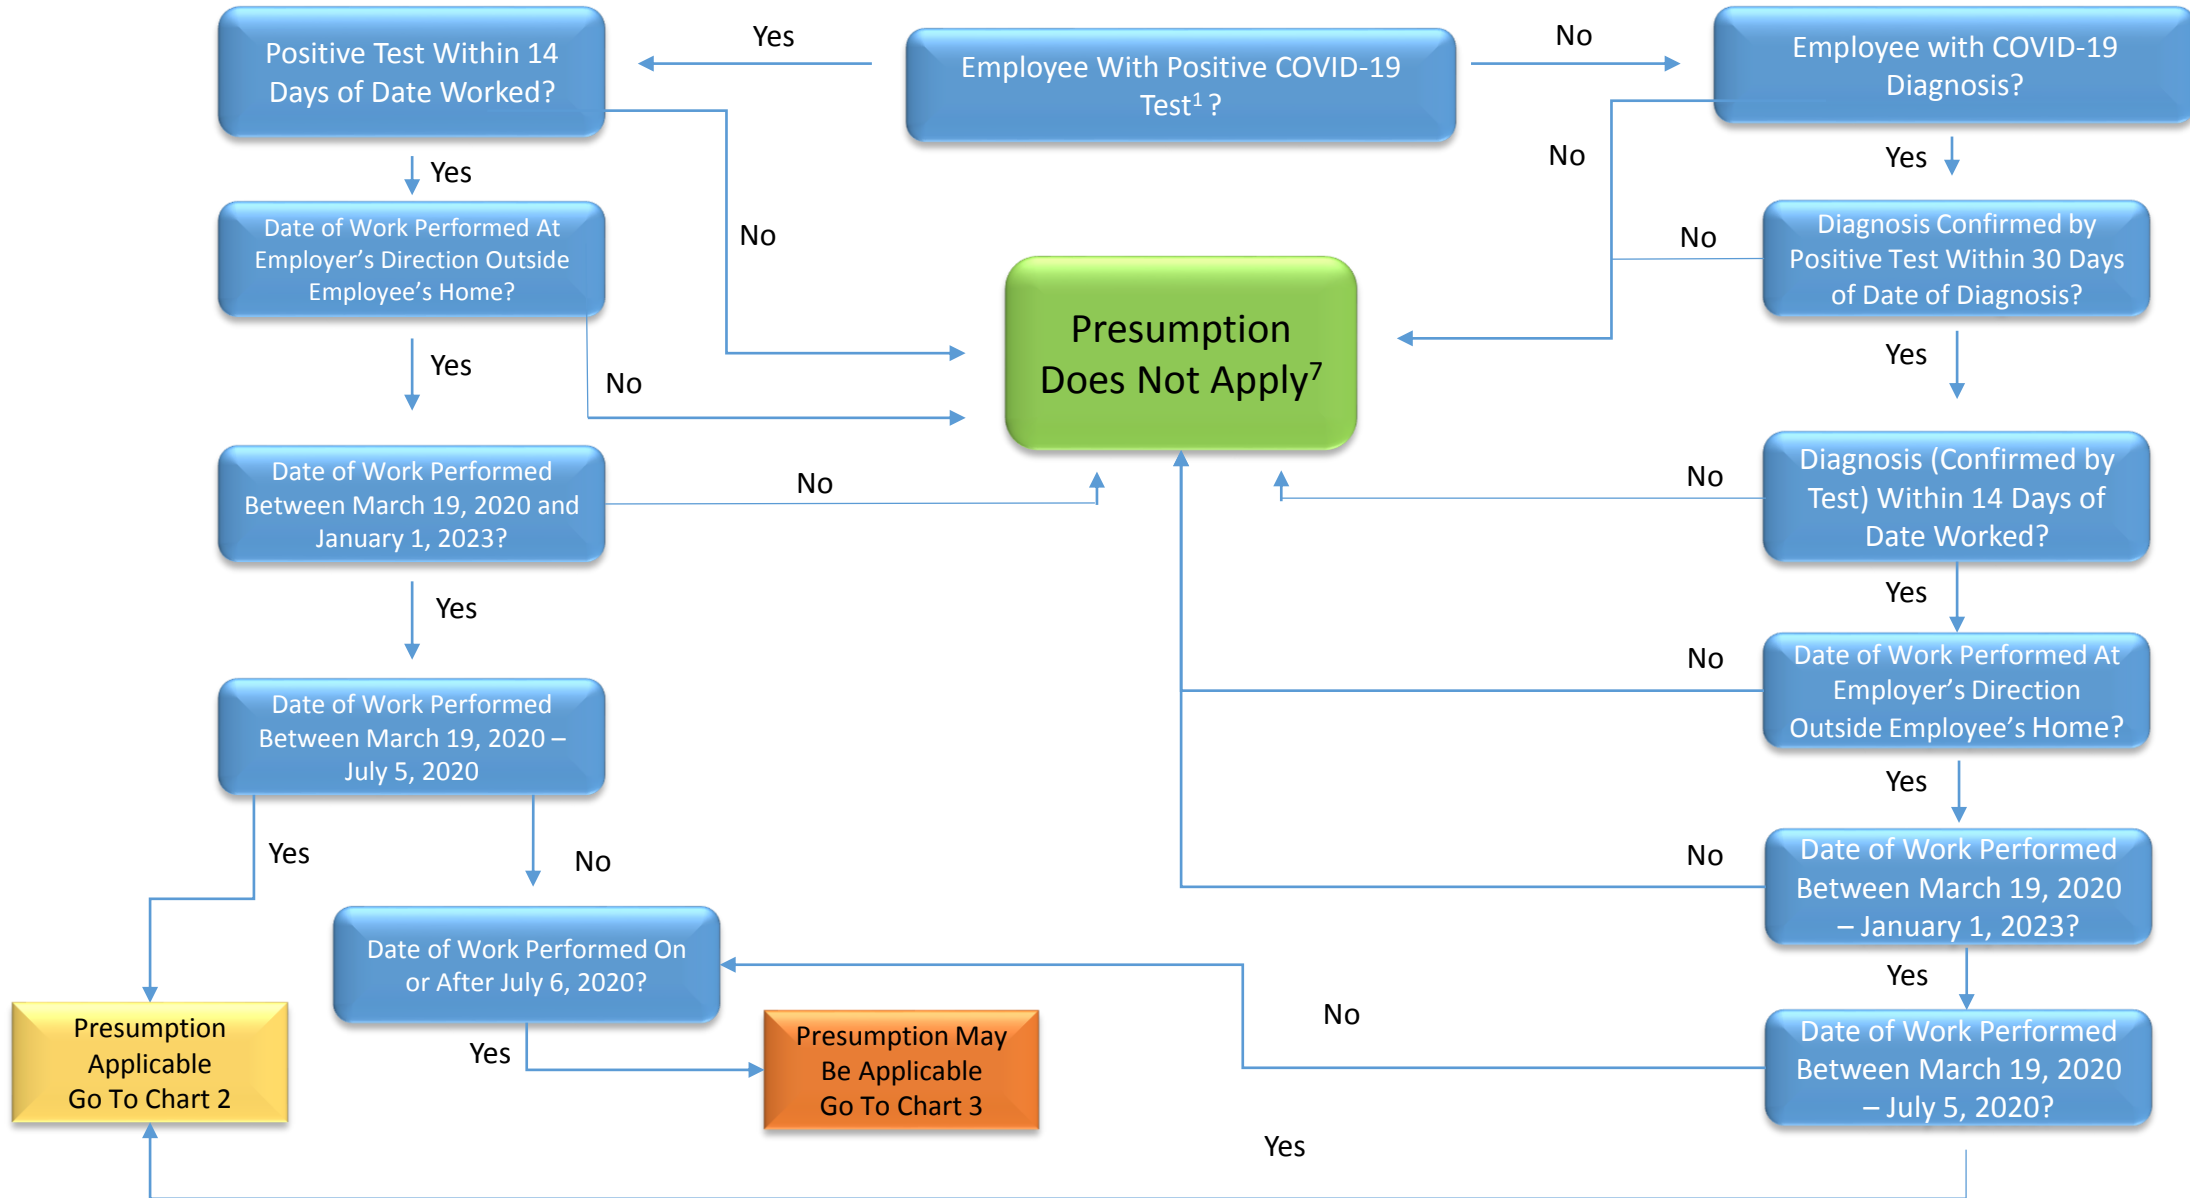 Positive Test Within 14
Days of Date Worked?
Yes
Employee With Positive COVID-19
Test¹ ?
No
Employee with COVID-19
Diagnosis?
Yes
No
No
Yes
Date of Work Performed At
Employer’s Direction Outside
Employee’s Home?
Diagnosis Confirmed by
Positive Test Within 30 Days
of Date of Diagnosis?
No
Yes
No
Presumption
Does Not Apply⁷
Yes
Date of Work Performed
Between March 19, 2020 and
January 1, 2023?
No
No
Diagnosis (Confirmed by
Test) Within 14 Days of
Date Worked?
Yes
Yes
Date of Work Performed
Between March 19, 2020 –
July 5, 2020
No
Date of Work Performed At
Employer’s Direction
Outside Employee’s Home?
Yes
Yes
No
No
Date of Work Performed
Between March 19, 2020
– January 1, 2023?
Date of Work Performed On
or After July 6, 2020?
Yes
Presumption
Applicable
Go To Chart 2
Yes
Presumption May
Be Applicable
Go To Chart 3
No
Date of Work Performed
Between March 19, 2020
– July 5, 2020?
Yes